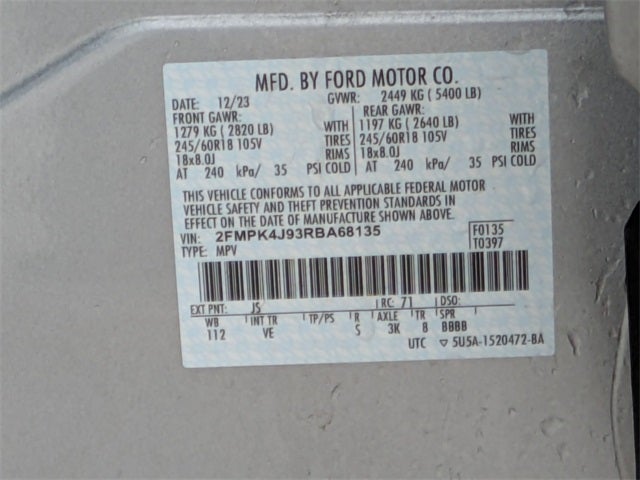 MFD. BY FORD MOTOR CO.
DATE: 12/23 GVWR: 2449 KG ( 5400 LB)
FRONT GAWR: REAR GAWR:
1279 KG ( 2820 LB) WITH 1197 KG ( 2640 LB) WITH
245/60R18 105V TIRES 245/60R18 105V TIRES
18x8.0J RIMS 18x8.0J RIMS
AT 240 kPa/ 35 PSI COLD AT 240 kPa/ 35 PSI COLD
THIS VEHICLE CONFORMS TO ALL APPLICABLE FEDERAL MOTOR
VEHICLE SAFETY AND THEFT PREVENTION STANDARDS IN
EFFECT ON THE DATE OF MANUFACTURE SHOWN ABOVE.
VIN: 2FMPK4J93RBA68135 F0135
TYPE: MPV T0397
EXT PNT: JS RC: 71 DSO:
WB INT TR TP/PS R AXLE TR SPR
112 VE S 3K 8 BBBB
UTC ▽ 5U5A-1520472-BA